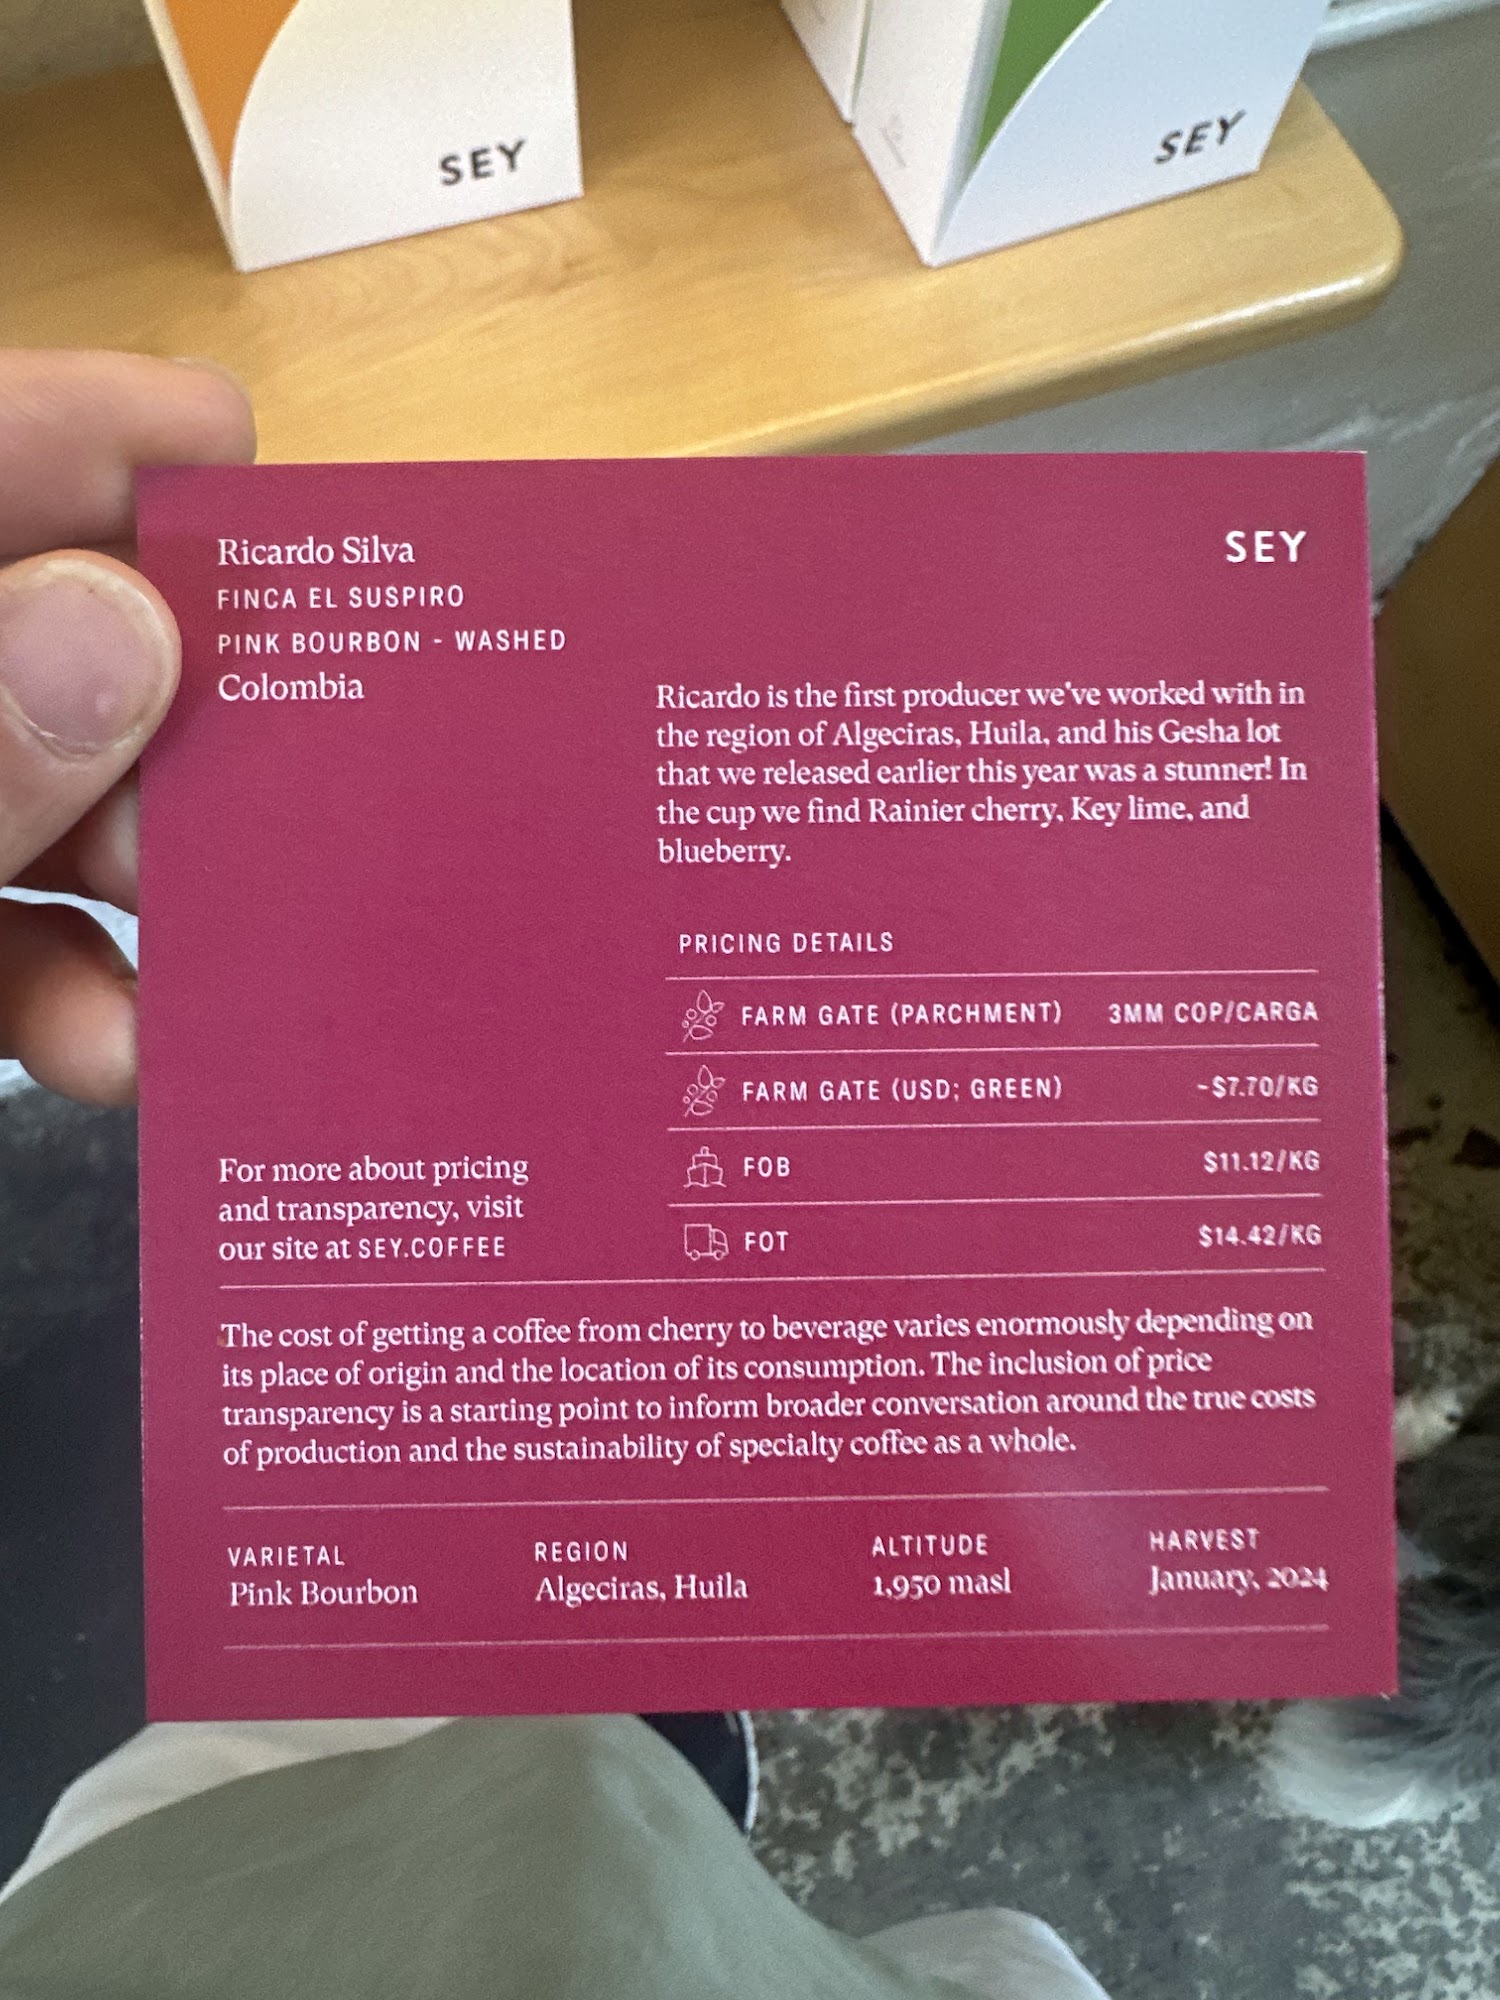 SEY
SEY
Ricardo Silva
FINCA EL SUSPIRO
PINK BOURBON - WASHED
Colombia
SEY
Ricardo is the first producer we've worked with in
the region of Algeciras, Huila, and his Gesha lot
that we released earlier this year was a stunner! In
the cup we find Rainier cherry, Key lime, and
blueberry.
PRICING DETAILS
FARM GATE (PARCHMENT) 3MM COP/CARGA
FARM GATE (USD; GREEN) ~$7.70/KG
FOB $11.12/KG
FOT $14.42/KG
For more about pricing
and transparency, visit
our site at SEY.COFFEE
The cost of getting a coffee from cherry to beverage varies enormously depending on
its place of origin and the location of its consumption. The inclusion of price
transparency is a starting point to inform broader conversation around the true costs
of production and the sustainability of specialty coffee as a whole.
VARIETAL REGION ALTITUDE HARVEST
Pink Bourbon Algeciras, Huila 1,950 masl January, 2024